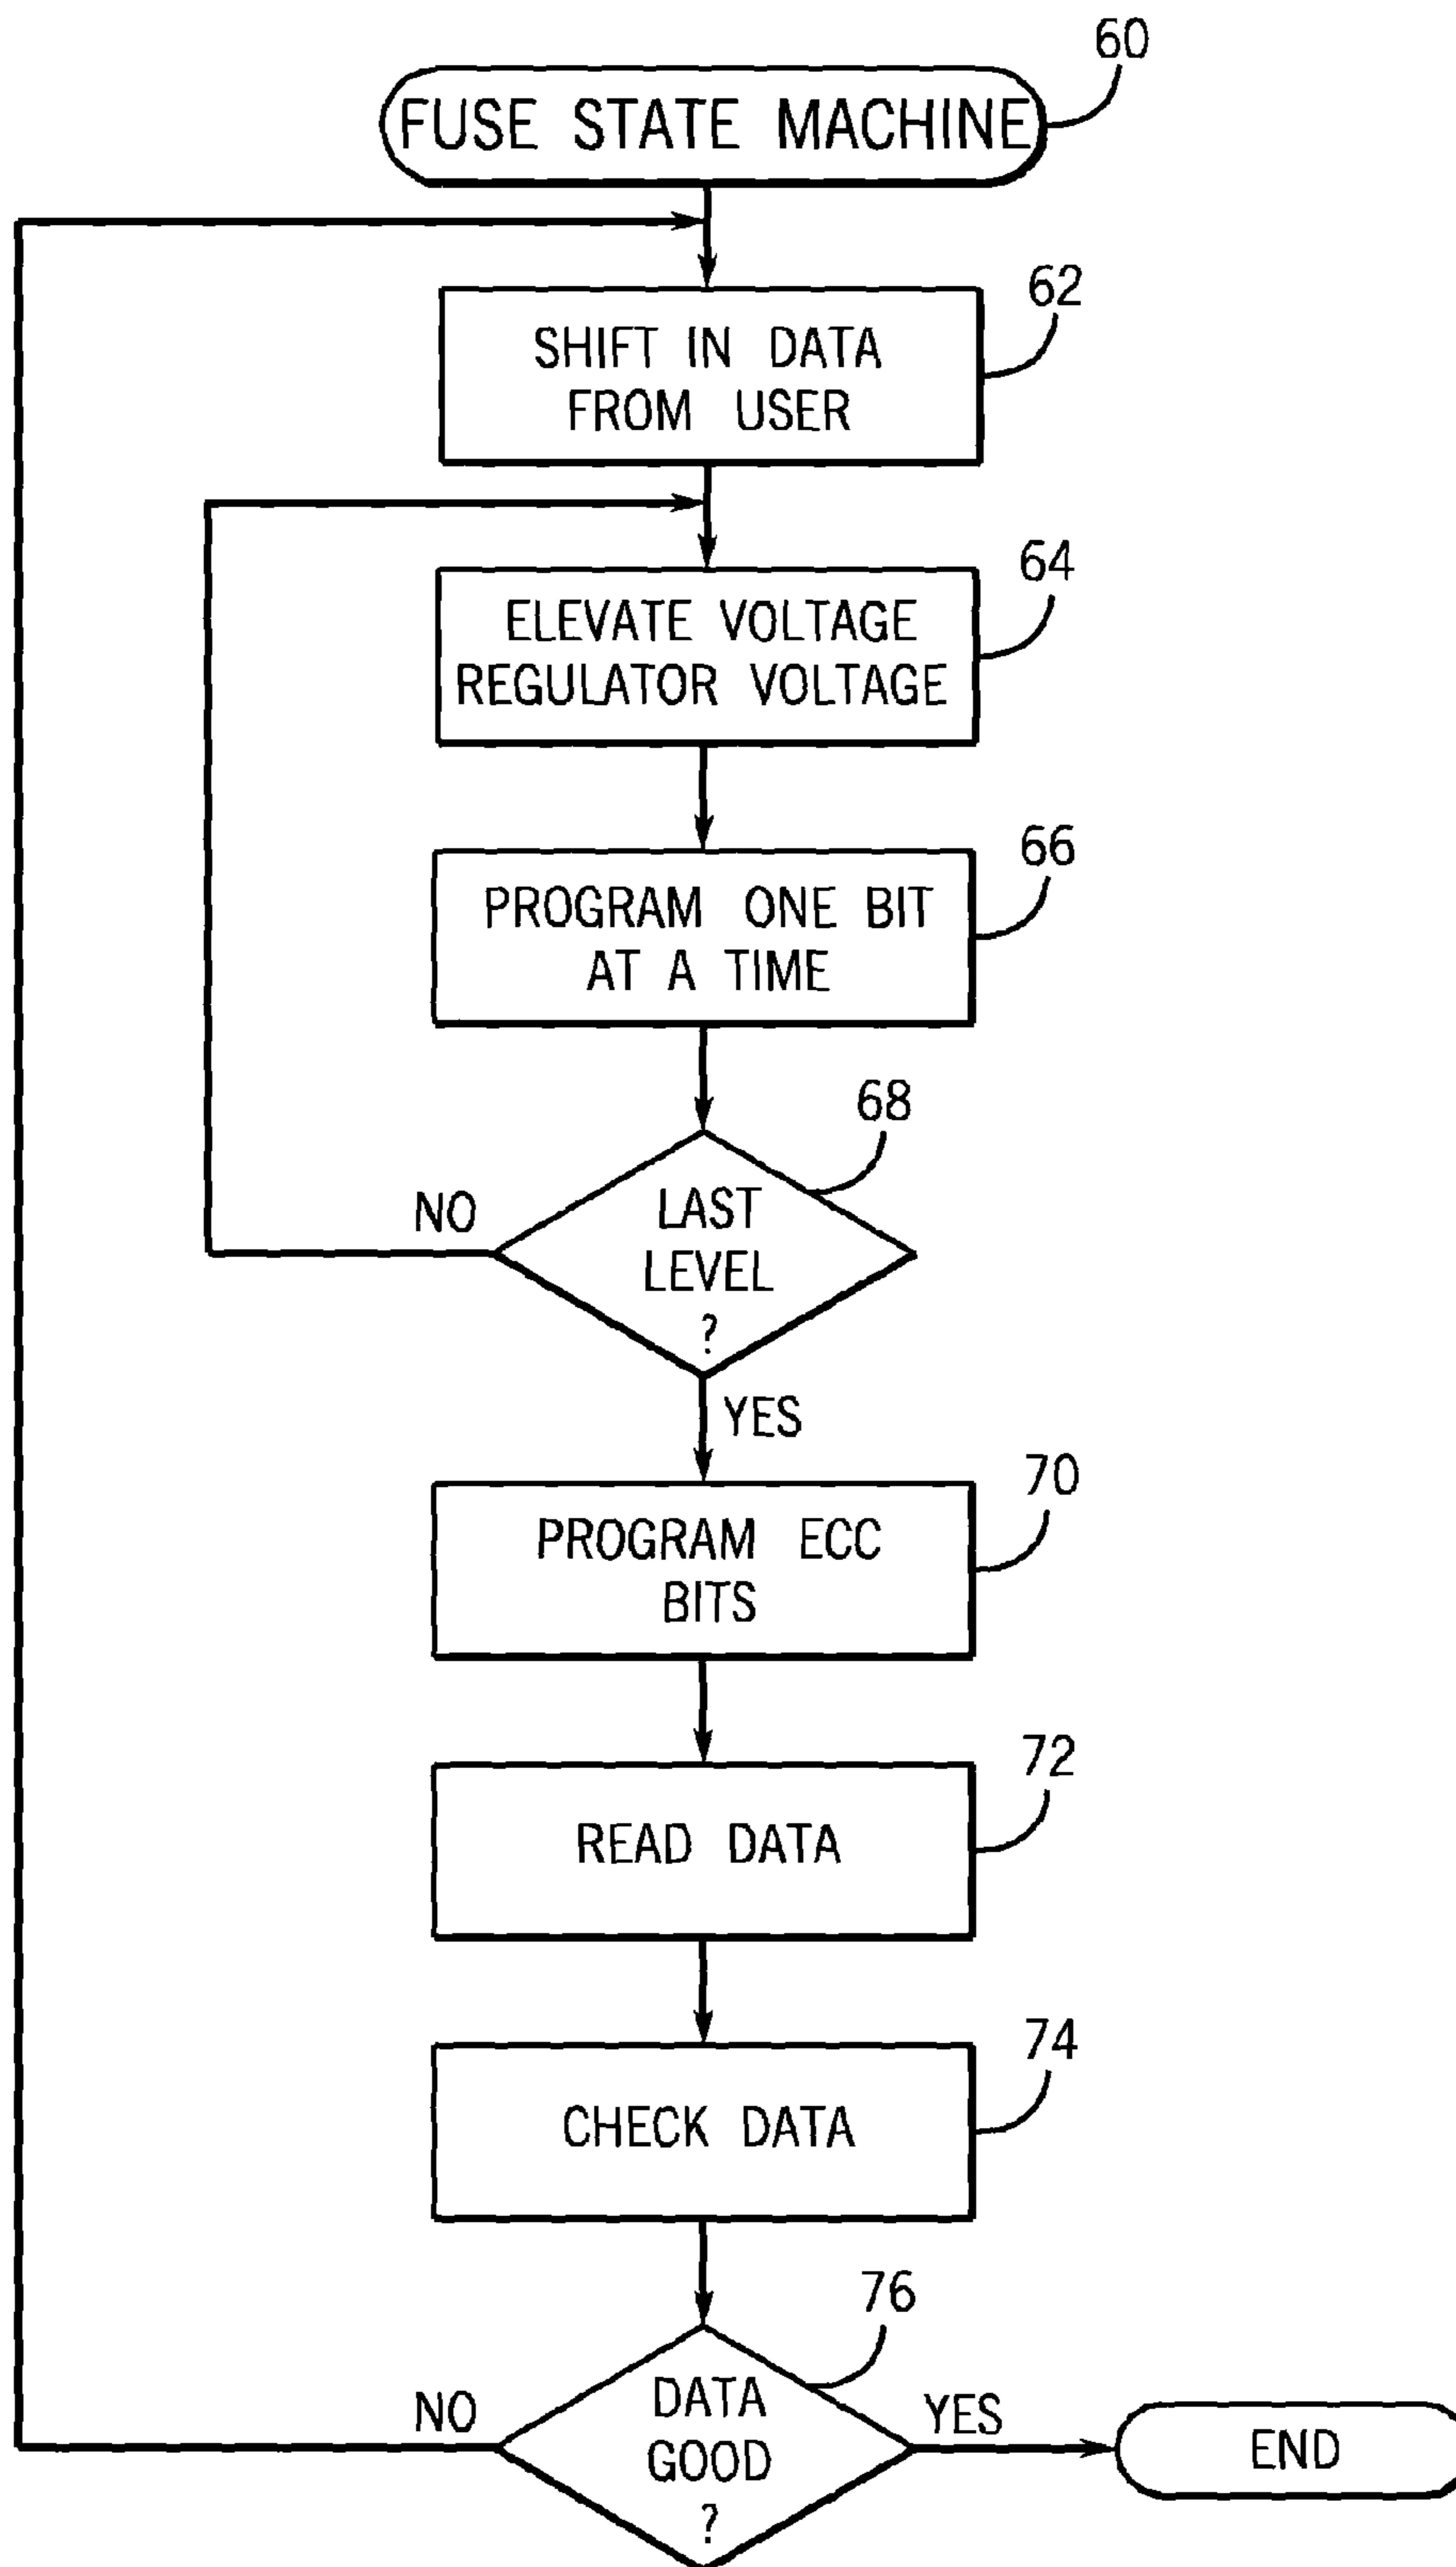 60
FUSE STATE MACHINE
62
SHIFT IN DATA
FROM USER
64
ELEVATE VOLTAGE
REGULATOR VOLTAGE
66
PROGRAM ONE BIT
AT A TIME
68
NO
LAST
LEVEL
?
YES
70
PROGRAM ECC
BITS
72
READ DATA
74
CHECK DATA
76
NO
DATA
GOOD
?
YES
END